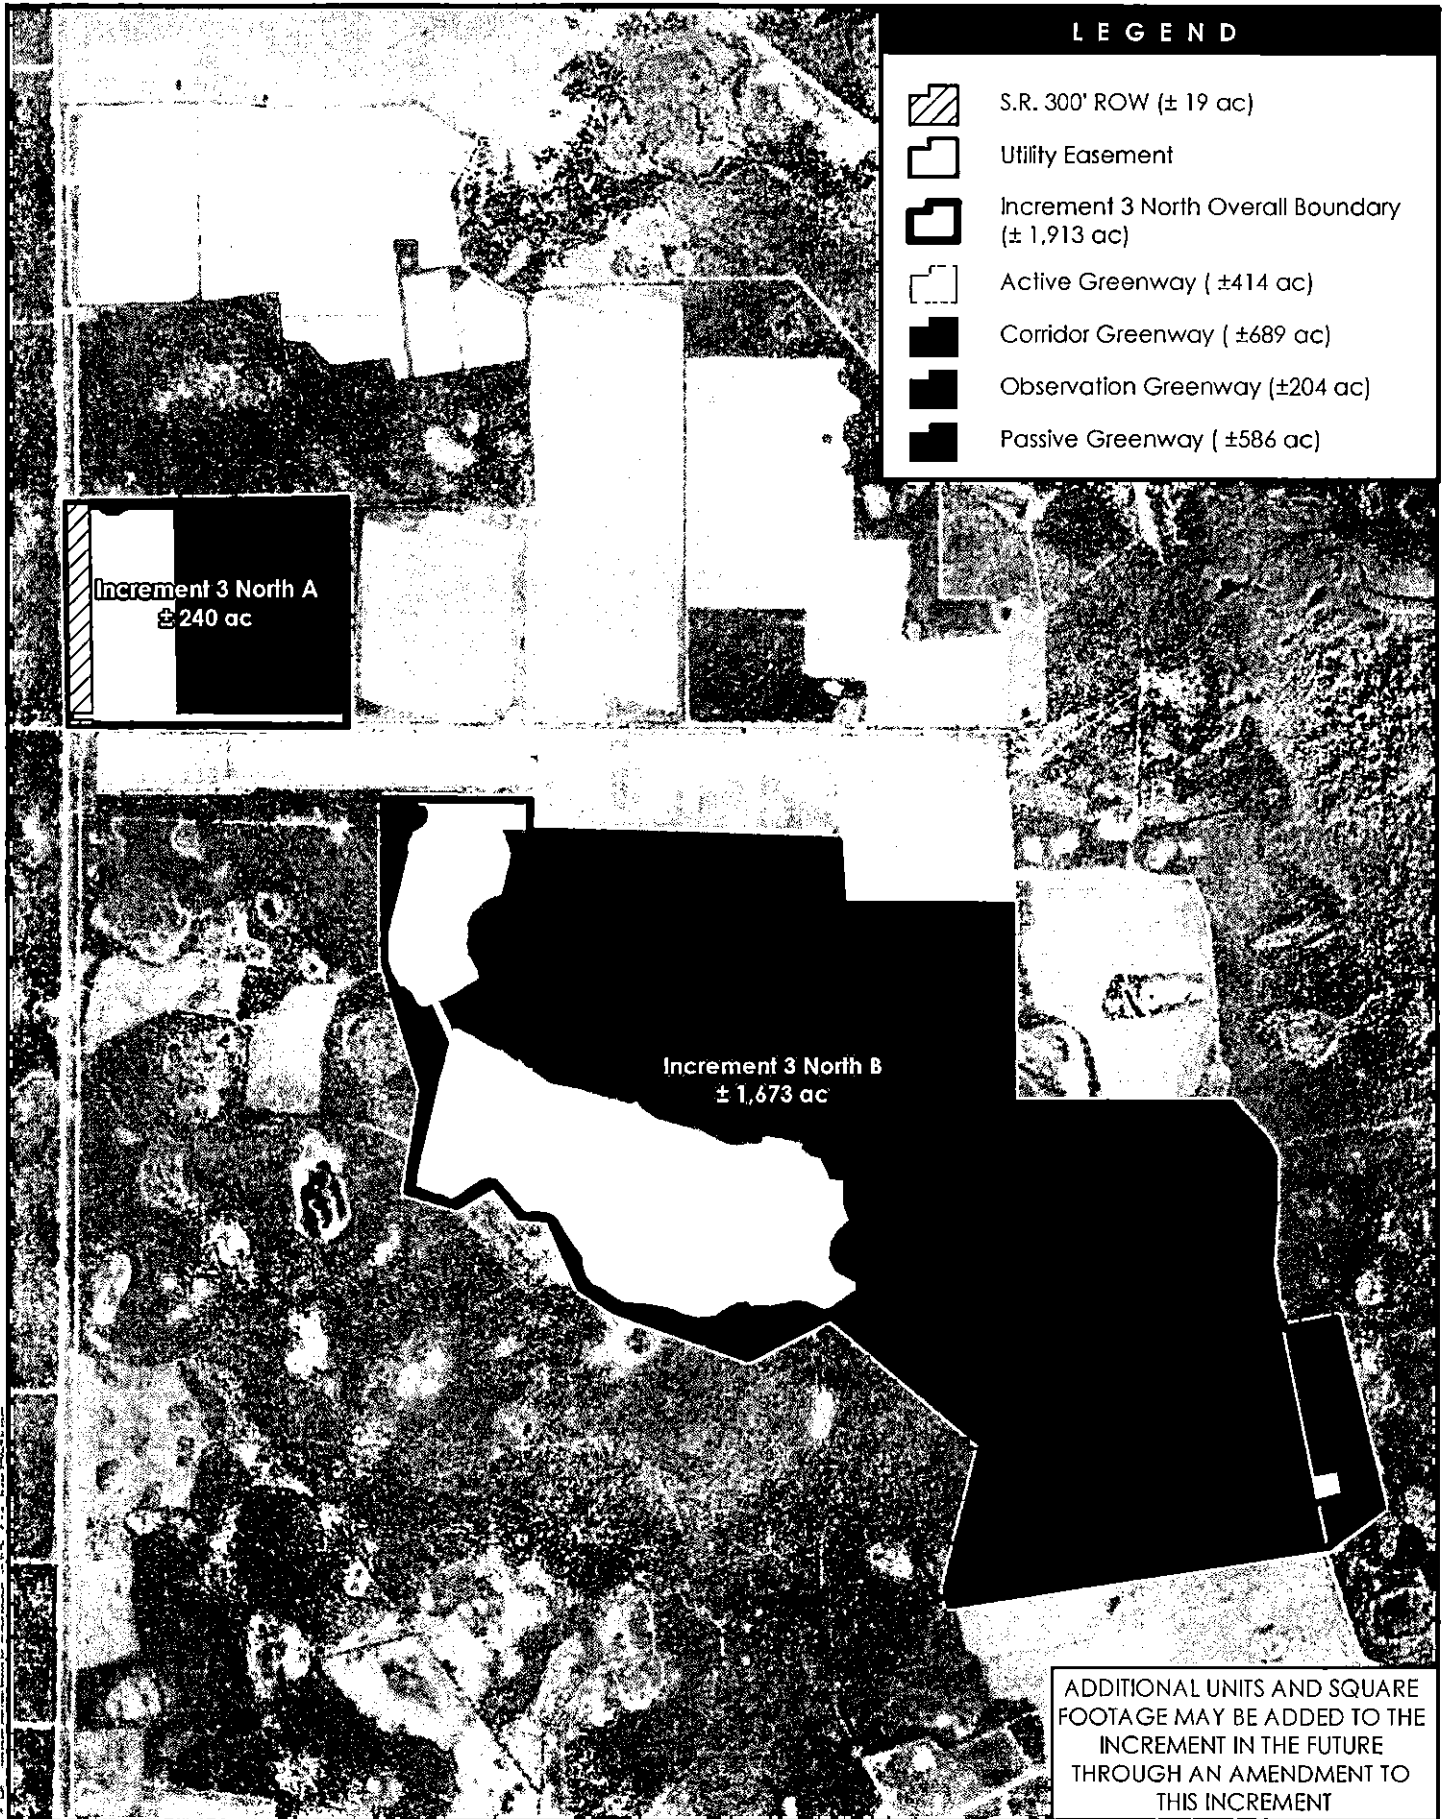 LEGEND
S.R. 300' ROW (± 19 ac)
Utility Easement
Increment 3 North Overall Boundary
(± 1,913 ac)
Active Greenway ( ±414 ac)
Corridor Greenway ( ±689 ac)
Observation Greenway (±204 ac)
Passive Greenway ( ±586 ac)
Increment 3 North A
± 240 ac
Increment 3 North B
± 1,673 ac
ADDITIONAL UNITS AND SQUARE
FOOTAGE MAY BE ADDED TO THE
INCREMENT IN THE FUTURE
THROUGH AN AMENDMENT TO
THIS INCREMENT